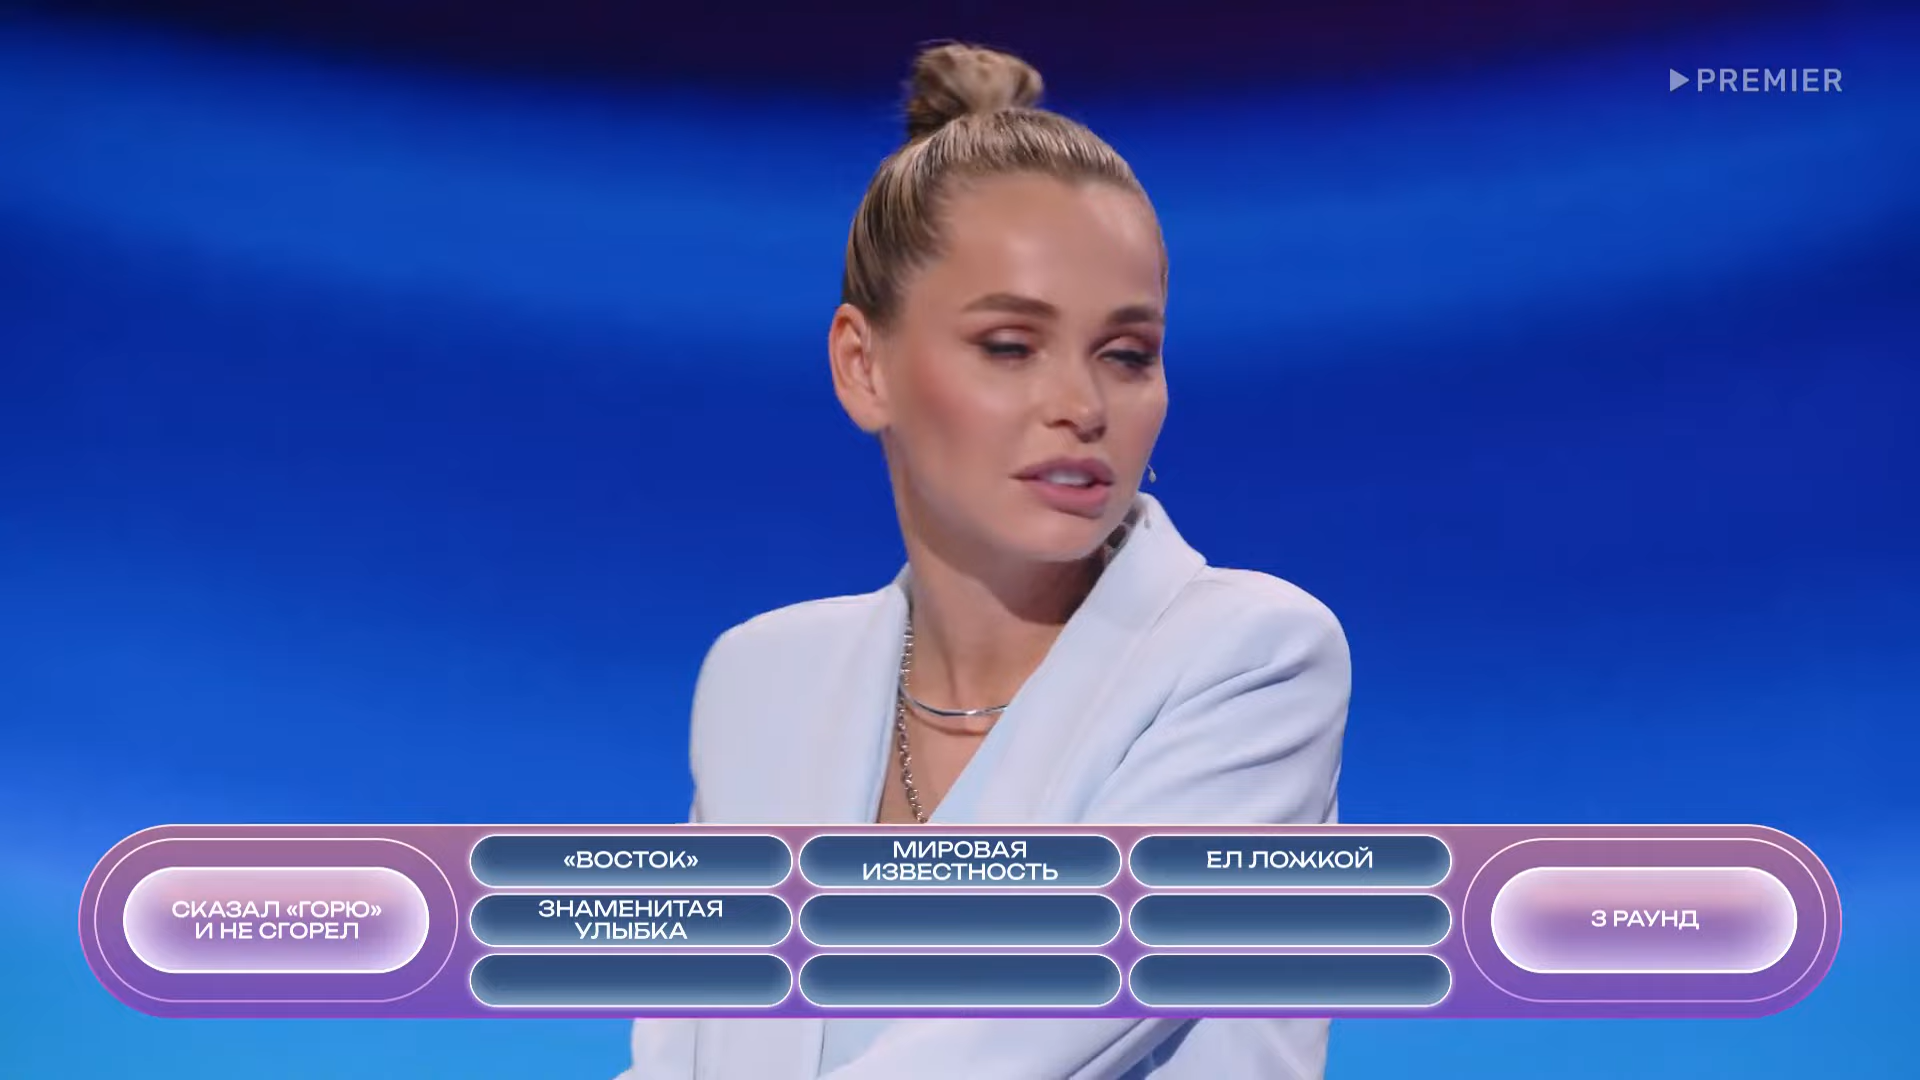 PREMIER
СКАЗАЛ «ГОРЮ»
И НЕ СГОРЕЛ
«ВОСТОК»
МИРОВАЯ
ИЗВЕСТНОСТЬ
ЕЛ ЛОЖКОЙ
ЗНАМЕНИТАЯ
УЛЫБКА
3 РАУНД